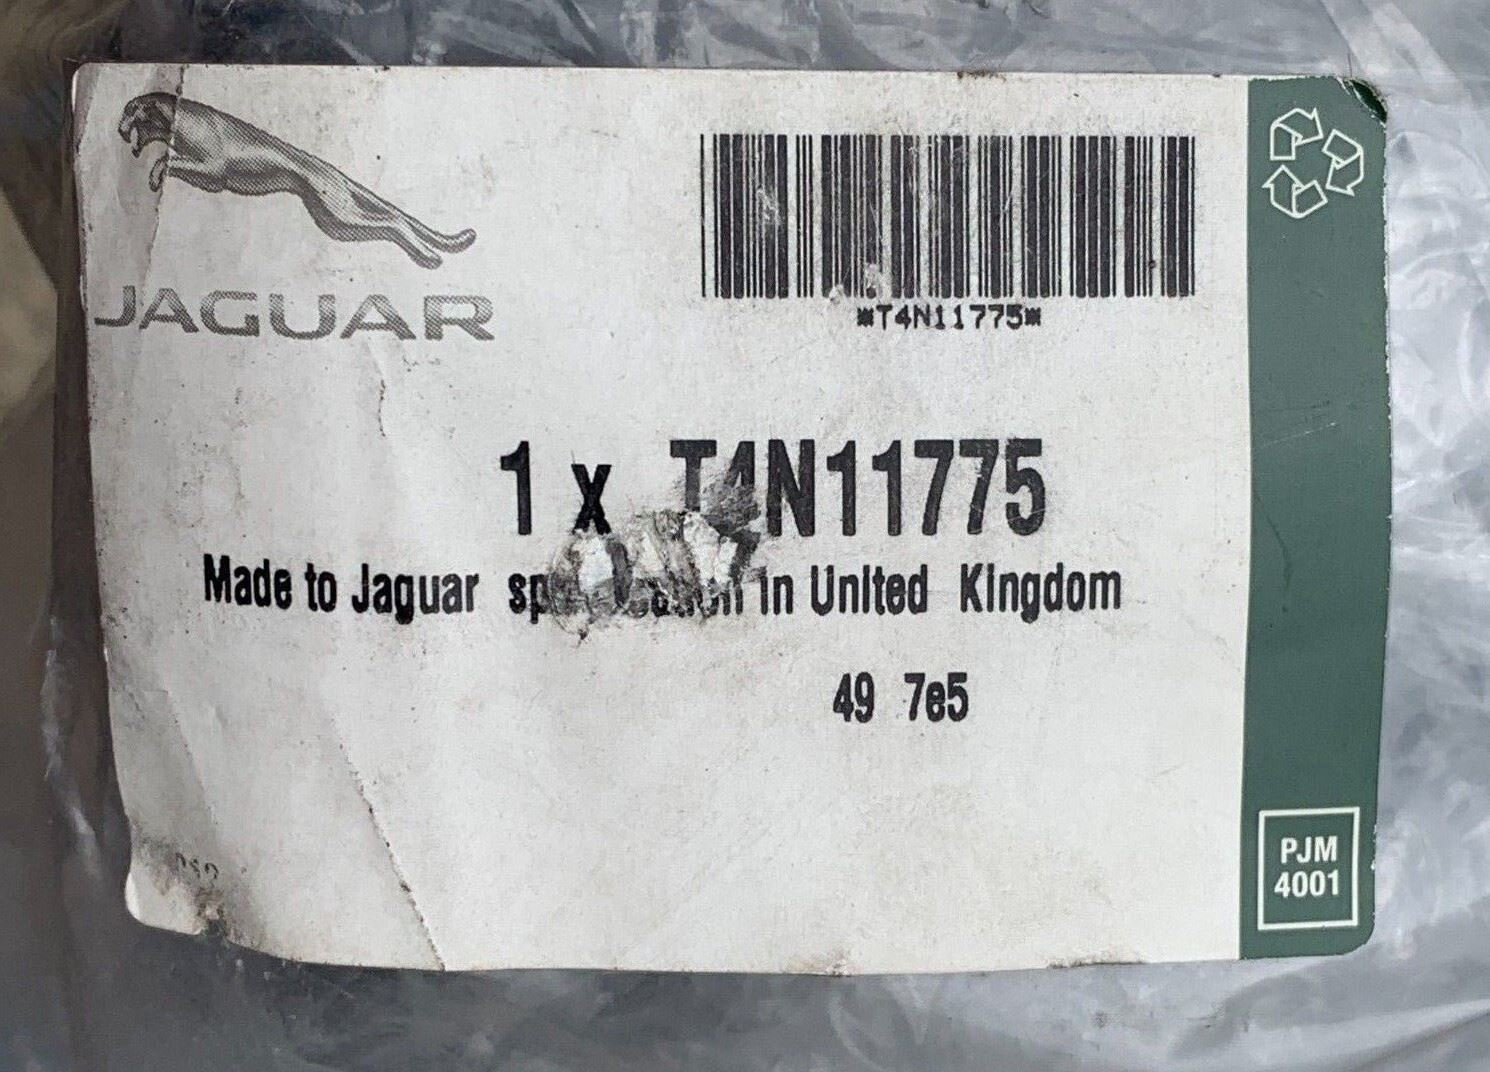 JAGUAR
*T4N11775*
1 x T4N11775
Made to Jaguar in United Kingdom
49 7e5
PJM
4001